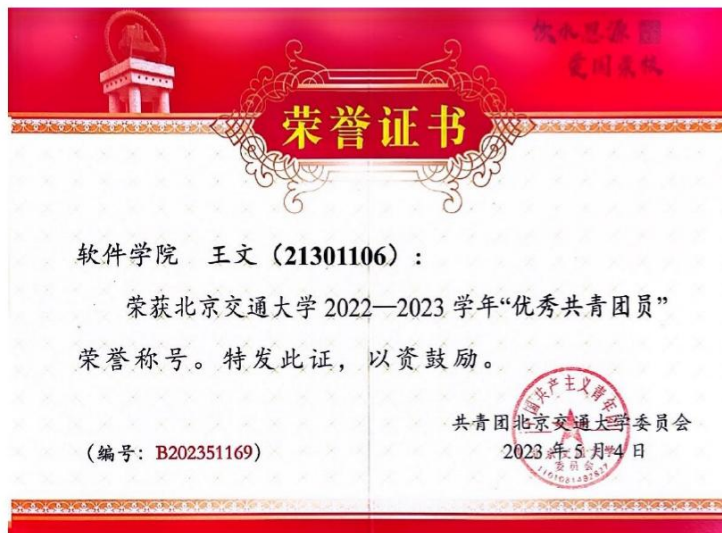 饮水思源
爱国荣校
荣誉证书
软件学院 王文（21301106）：
荣获北京交通大学 2022—2023 学年“优秀共青团员”
荣誉称号。特发此证，以资鼓励。
共青团北京交通大学委员会
2023 年 5 月 4 日
（编号：B202351169）